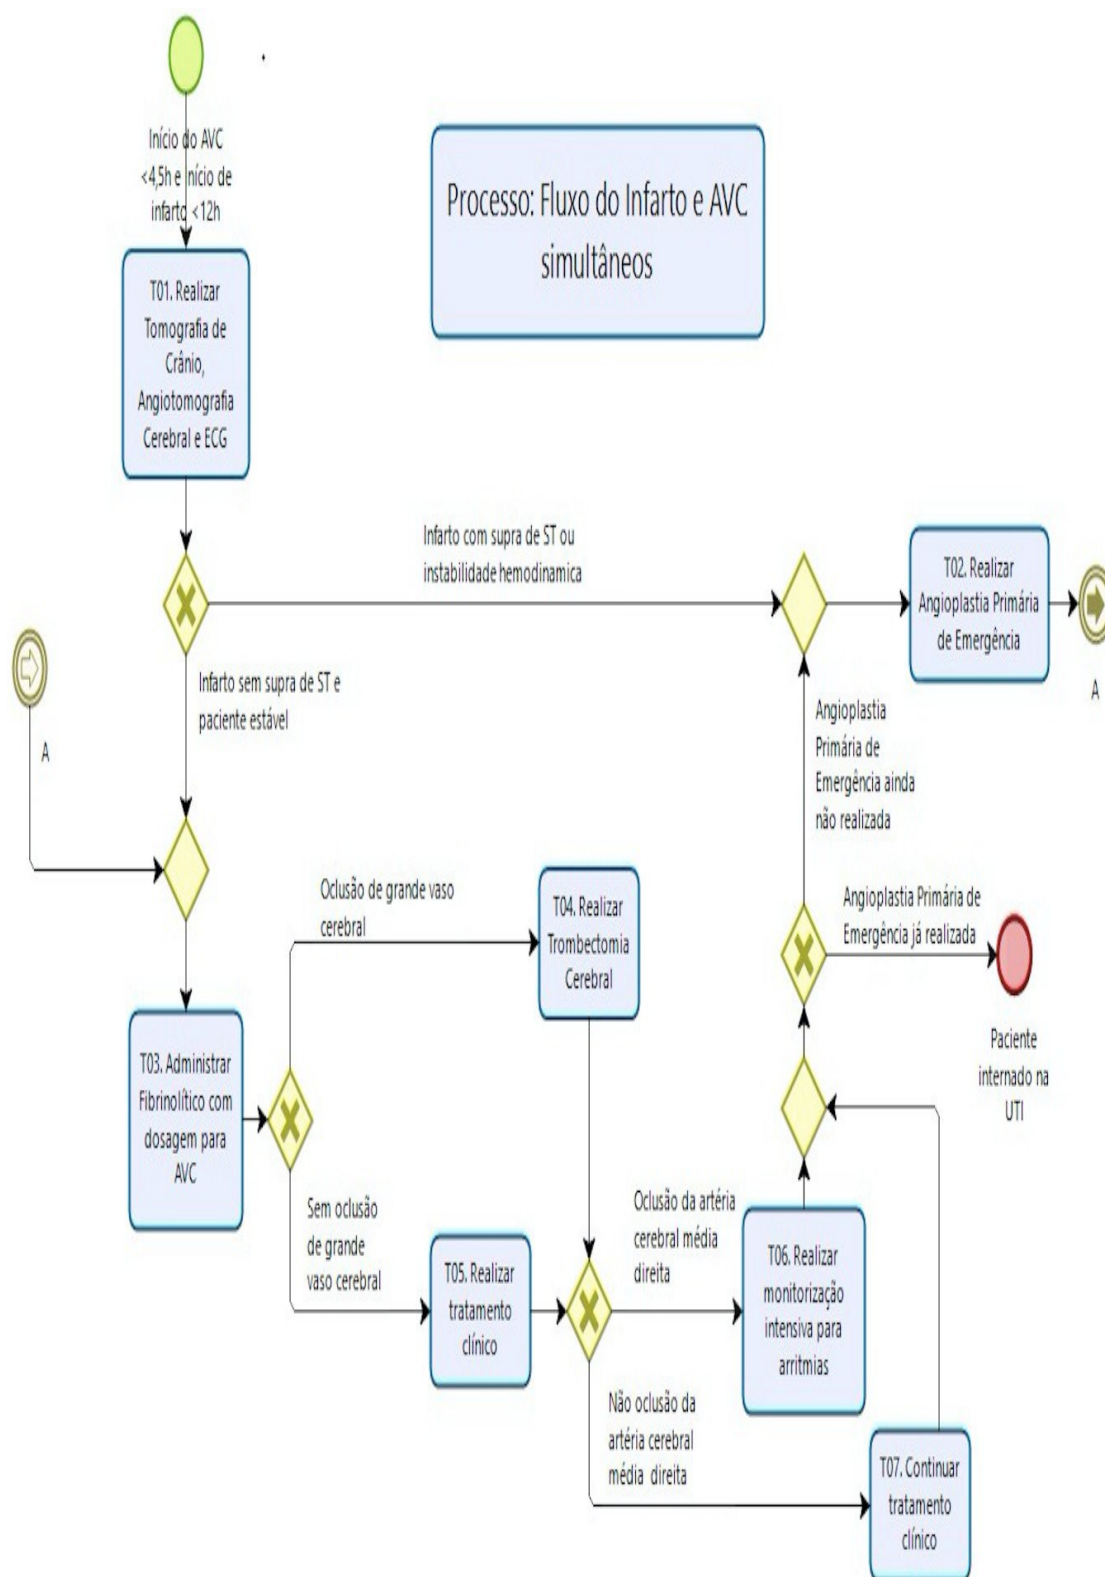 Início do AVC
<4,5h e início de
infarto <12h
Processo: Fluxo do Infarto e AVC
simultâneos
T01. Realizar
Tomografia de
Crânio,
Angiotomografia
Cerebral e ECG
Infarto com supra de ST ou
instabilidade hemodinamica
T02. Realizar
Angioplastia Primária
de Emergência
A
Infarto sem supra de ST e
paciente estável
A
Angioplastia
Primária de
Emergência ainda
não realizada
Oclusão de grande vaso
cerebral
T04. Realizar
Trombectomia
Cerebral
Angioplastia Primária de
Emergência já realizada
Paciente
internado na
UTI
T03. Administrar
Fibrinolítico com
dosagem para
AVC
Sem oclusão
de grande
vaso cerebral
T05. Realizar
tratamento
clínico
Oclusão da artéria
cerebral média
direita
T06. Realizar
monitorização
intensiva para
arritmias
Não oclusão da
artéria cerebral
média direita
T07. Continuar
tratamento
clínico